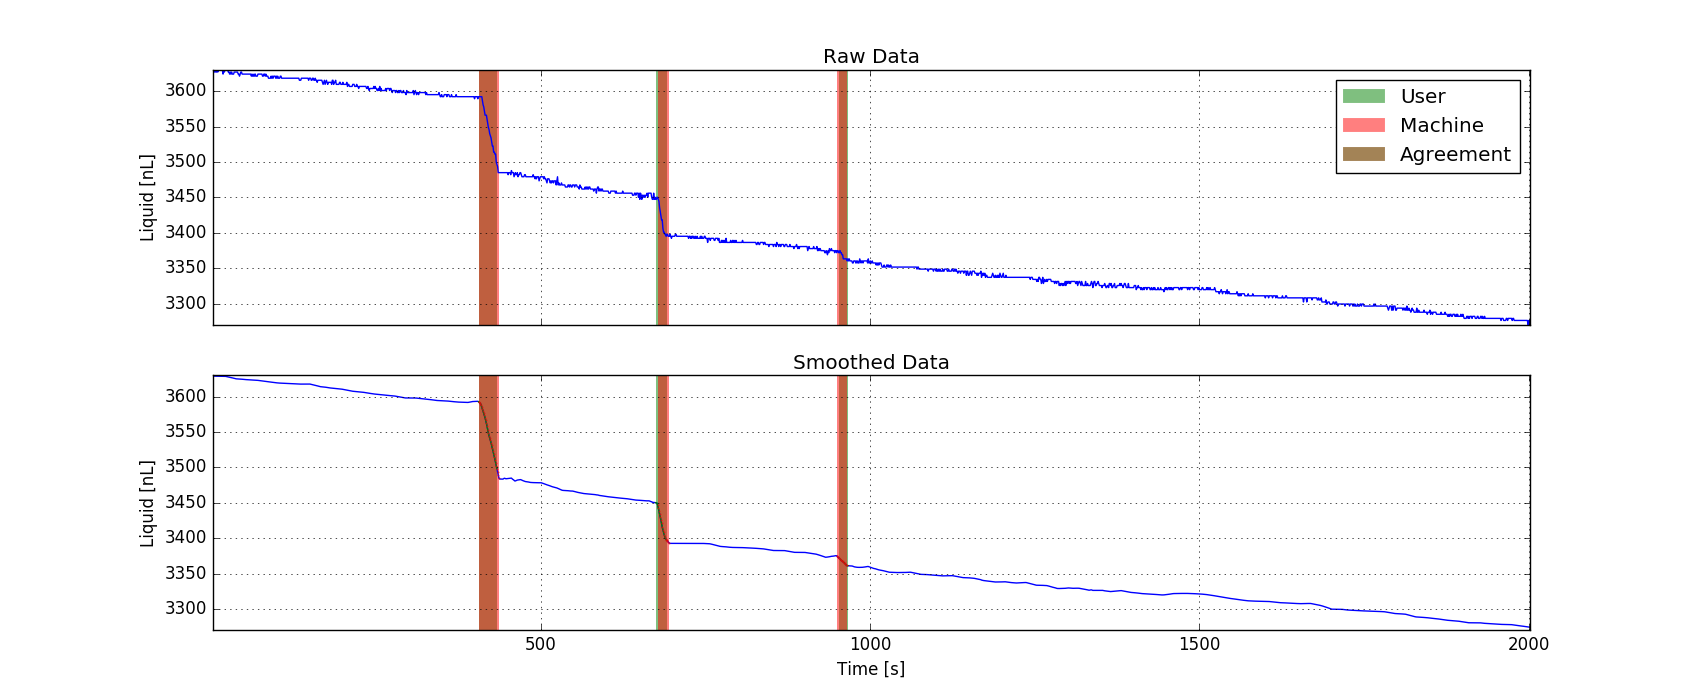 Raw Data
Liquid [nL]
3600
3550
3500
3450
3400
3350
3300
User
Machine
Agreement
Smoothed Data
Liquid [nL]
3600
3550
3500
3450
3400
3350
3300
500 1000 1500 2000
Time [s]